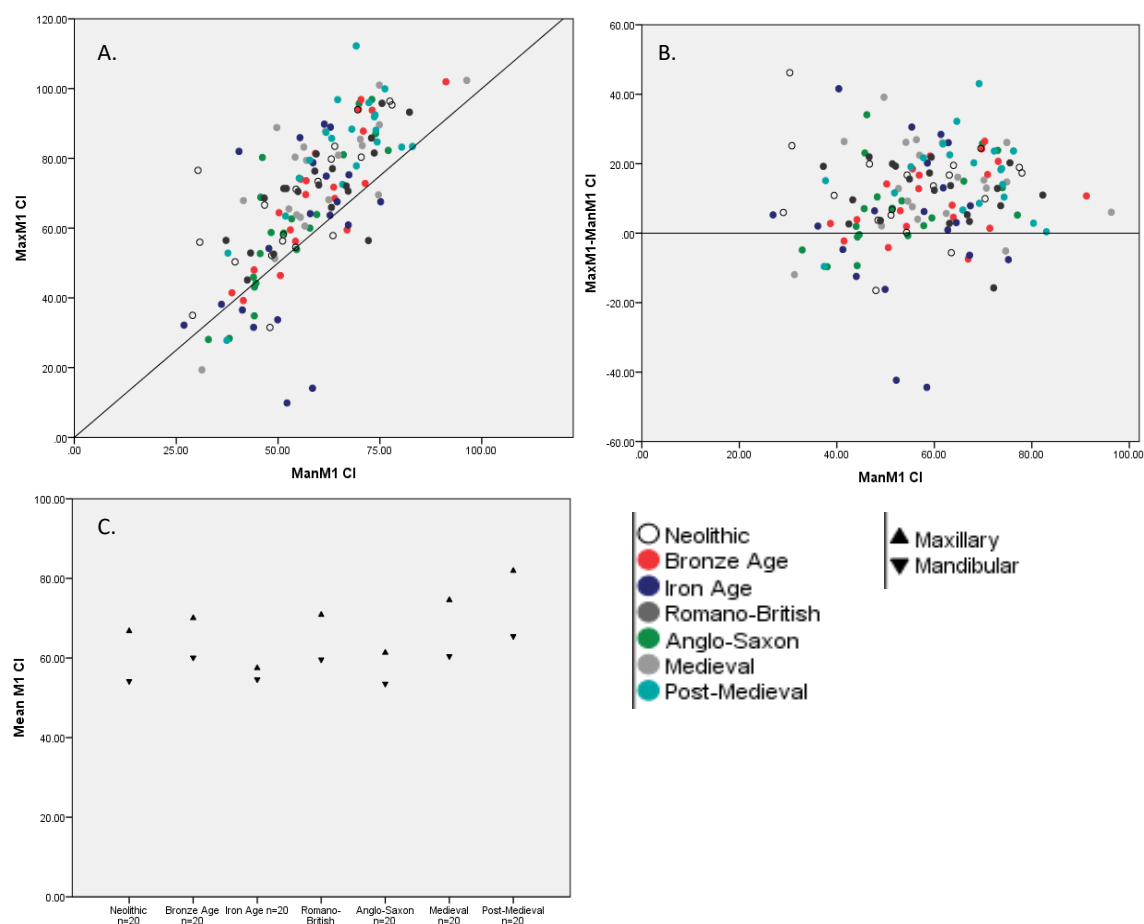 A.
120.00
100.00
80.00
60.00
40.00
20.00
.00
MaxM1 CI
.00 25.00 50.00 75.00 100.00
ManM1 CI
B.
60.00
40.00
20.00
.00
-20.00
-40.00
-60.00
MaxM1-ManM1 CI
.00 20.00 40.00 60.00 80.00 100.00
ManM1 CI
C.
100.00
80.00
60.00
40.00
20.00
0.00
Mean M1 CI
Neolithic Bronze Age Iron Age n=20 Romano- Anglo-Saxon Medieval Post-Medieval
n=20 n=20 British n=20 n=20 n=20
Neolithic
Bronze Age
Iron Age
Romano-British
Anglo-Saxon
Medieval
Post-Medieval
Maxillary
Mandibular